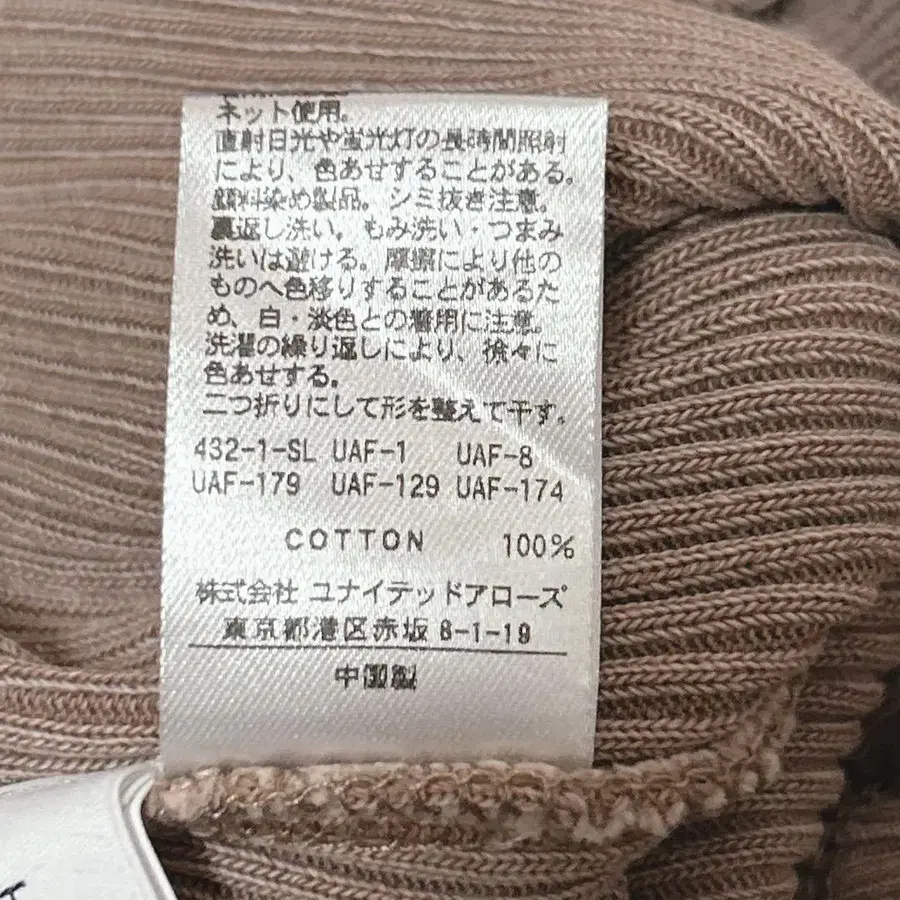 ネット使用。
直射日光や蛍光灯の長時間照射
により、色あせすることがある。
顔料染め製品。シミ抜き注意。
裏返し洗い。もみ洗い・つまみ
洗いは避ける。摩擦により他の
ものへ色移りすることがあるた
め、白・淡色との着用に注意。
洗濯の繰り返しにより、徐々に
色あせする。
二つ折りにして形を整えて干す。
432-1-SL UAF-1 UAF-8
UAF-179 UAF-129 UAF-174
COTTON 100%
株式会社 ユナイテッドアローズ
東京都港区赤坂 8-1-19
中国製